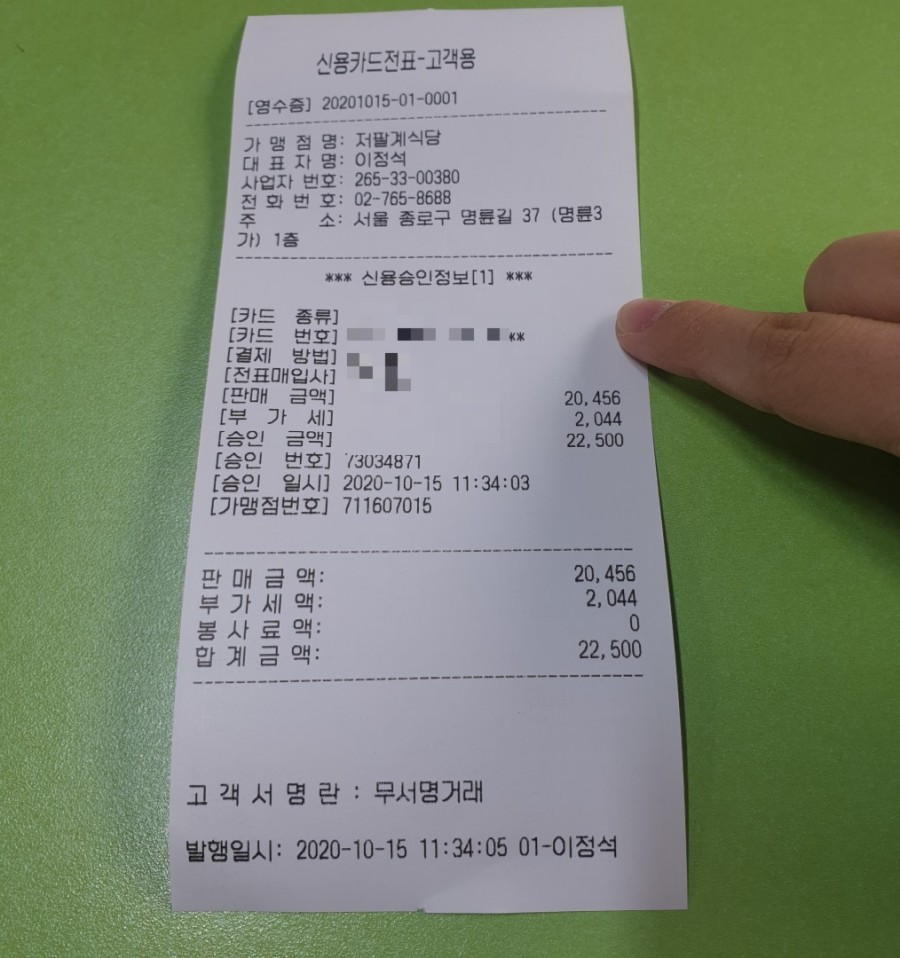 신용카드전표-고객용
[영수증] 20201015-01-0001
가 맹 점 명: 저팔계식당
대 표 자 명: 이정석
사업자 번호: 265-33-00380
전 화 번 호: 02-765-8688
주 소: 서울 종로구 명륜길 37 (명륜3
가) 1층
*** 신용승인정보[1] ***
[카드 종류]
[카드 번호] **
[결제 방법]
[전표매입사]
[판매 금액] 20,456
[부 가 세] 2,044
[승인 금액] 22,500
[승인 번호] 73034871
[승인 일시] 2020-10-15 11:34:03
[가맹점번호] 711607015
판 매 금 액: 20,456
부 가 세 액: 2,044
봉 사 료 액: 0
합 계 금 액: 22,500
고 객 서 명 란 : 무서명거래
발행일시: 2020-10-15 11:34:05 01-이정석